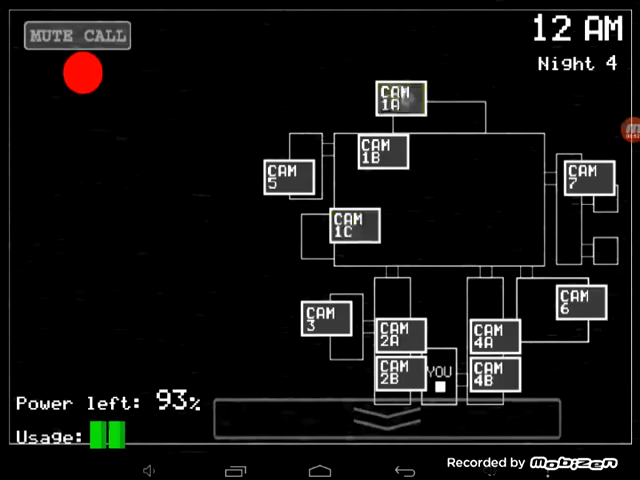 MUTE CALL
12 AM
Night 4
CAM
1A
CAM
1B
CAM
5
CAM
7
CAM
1C
CAM
6
CAM
3
CAM
2A
CAM
4A
CAM
2B
YOU
CAM
4B
Power left: 93%
Usage:
Recorded by Mobizen